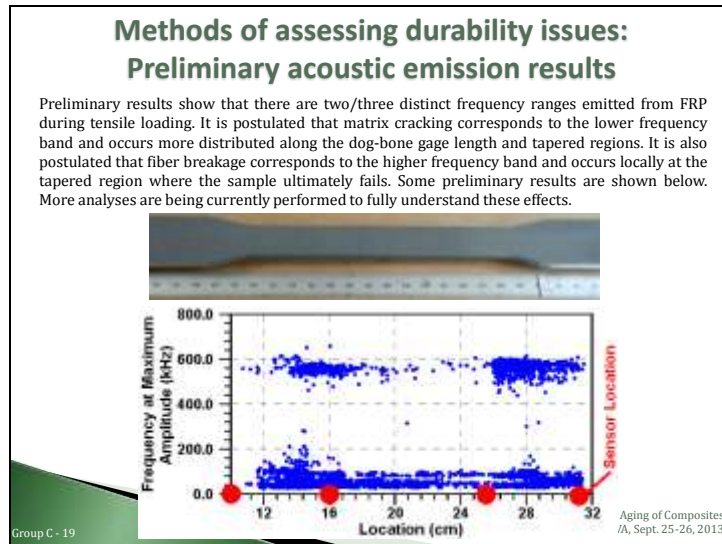 Methods of assessing durability issues:
Preliminary acoustic emission results
Preliminary results show that there are two/three distinct frequency ranges emitted from FRP
during tensile loading. It is postulated that matrix cracking corresponds to the lower frequency
band and occurs more distributed along the dog-bone gage length and tapered regions. It is also
postulated that fiber breakage corresponds to the higher frequency band and occurs locally at the
tapered region where the sample ultimately fails. Some preliminary results are shown below.
More analyses are being currently performed to fully understand these effects.
Frequency at Maximum
Amplitude (kHz)
800.0
600.0
400.0
200.0
0.0
12
16
20
24
28
32
Location (cm)
Sensor Location
Group C - 19
Aging of Composites
/A, Sept. 25-26, 2013